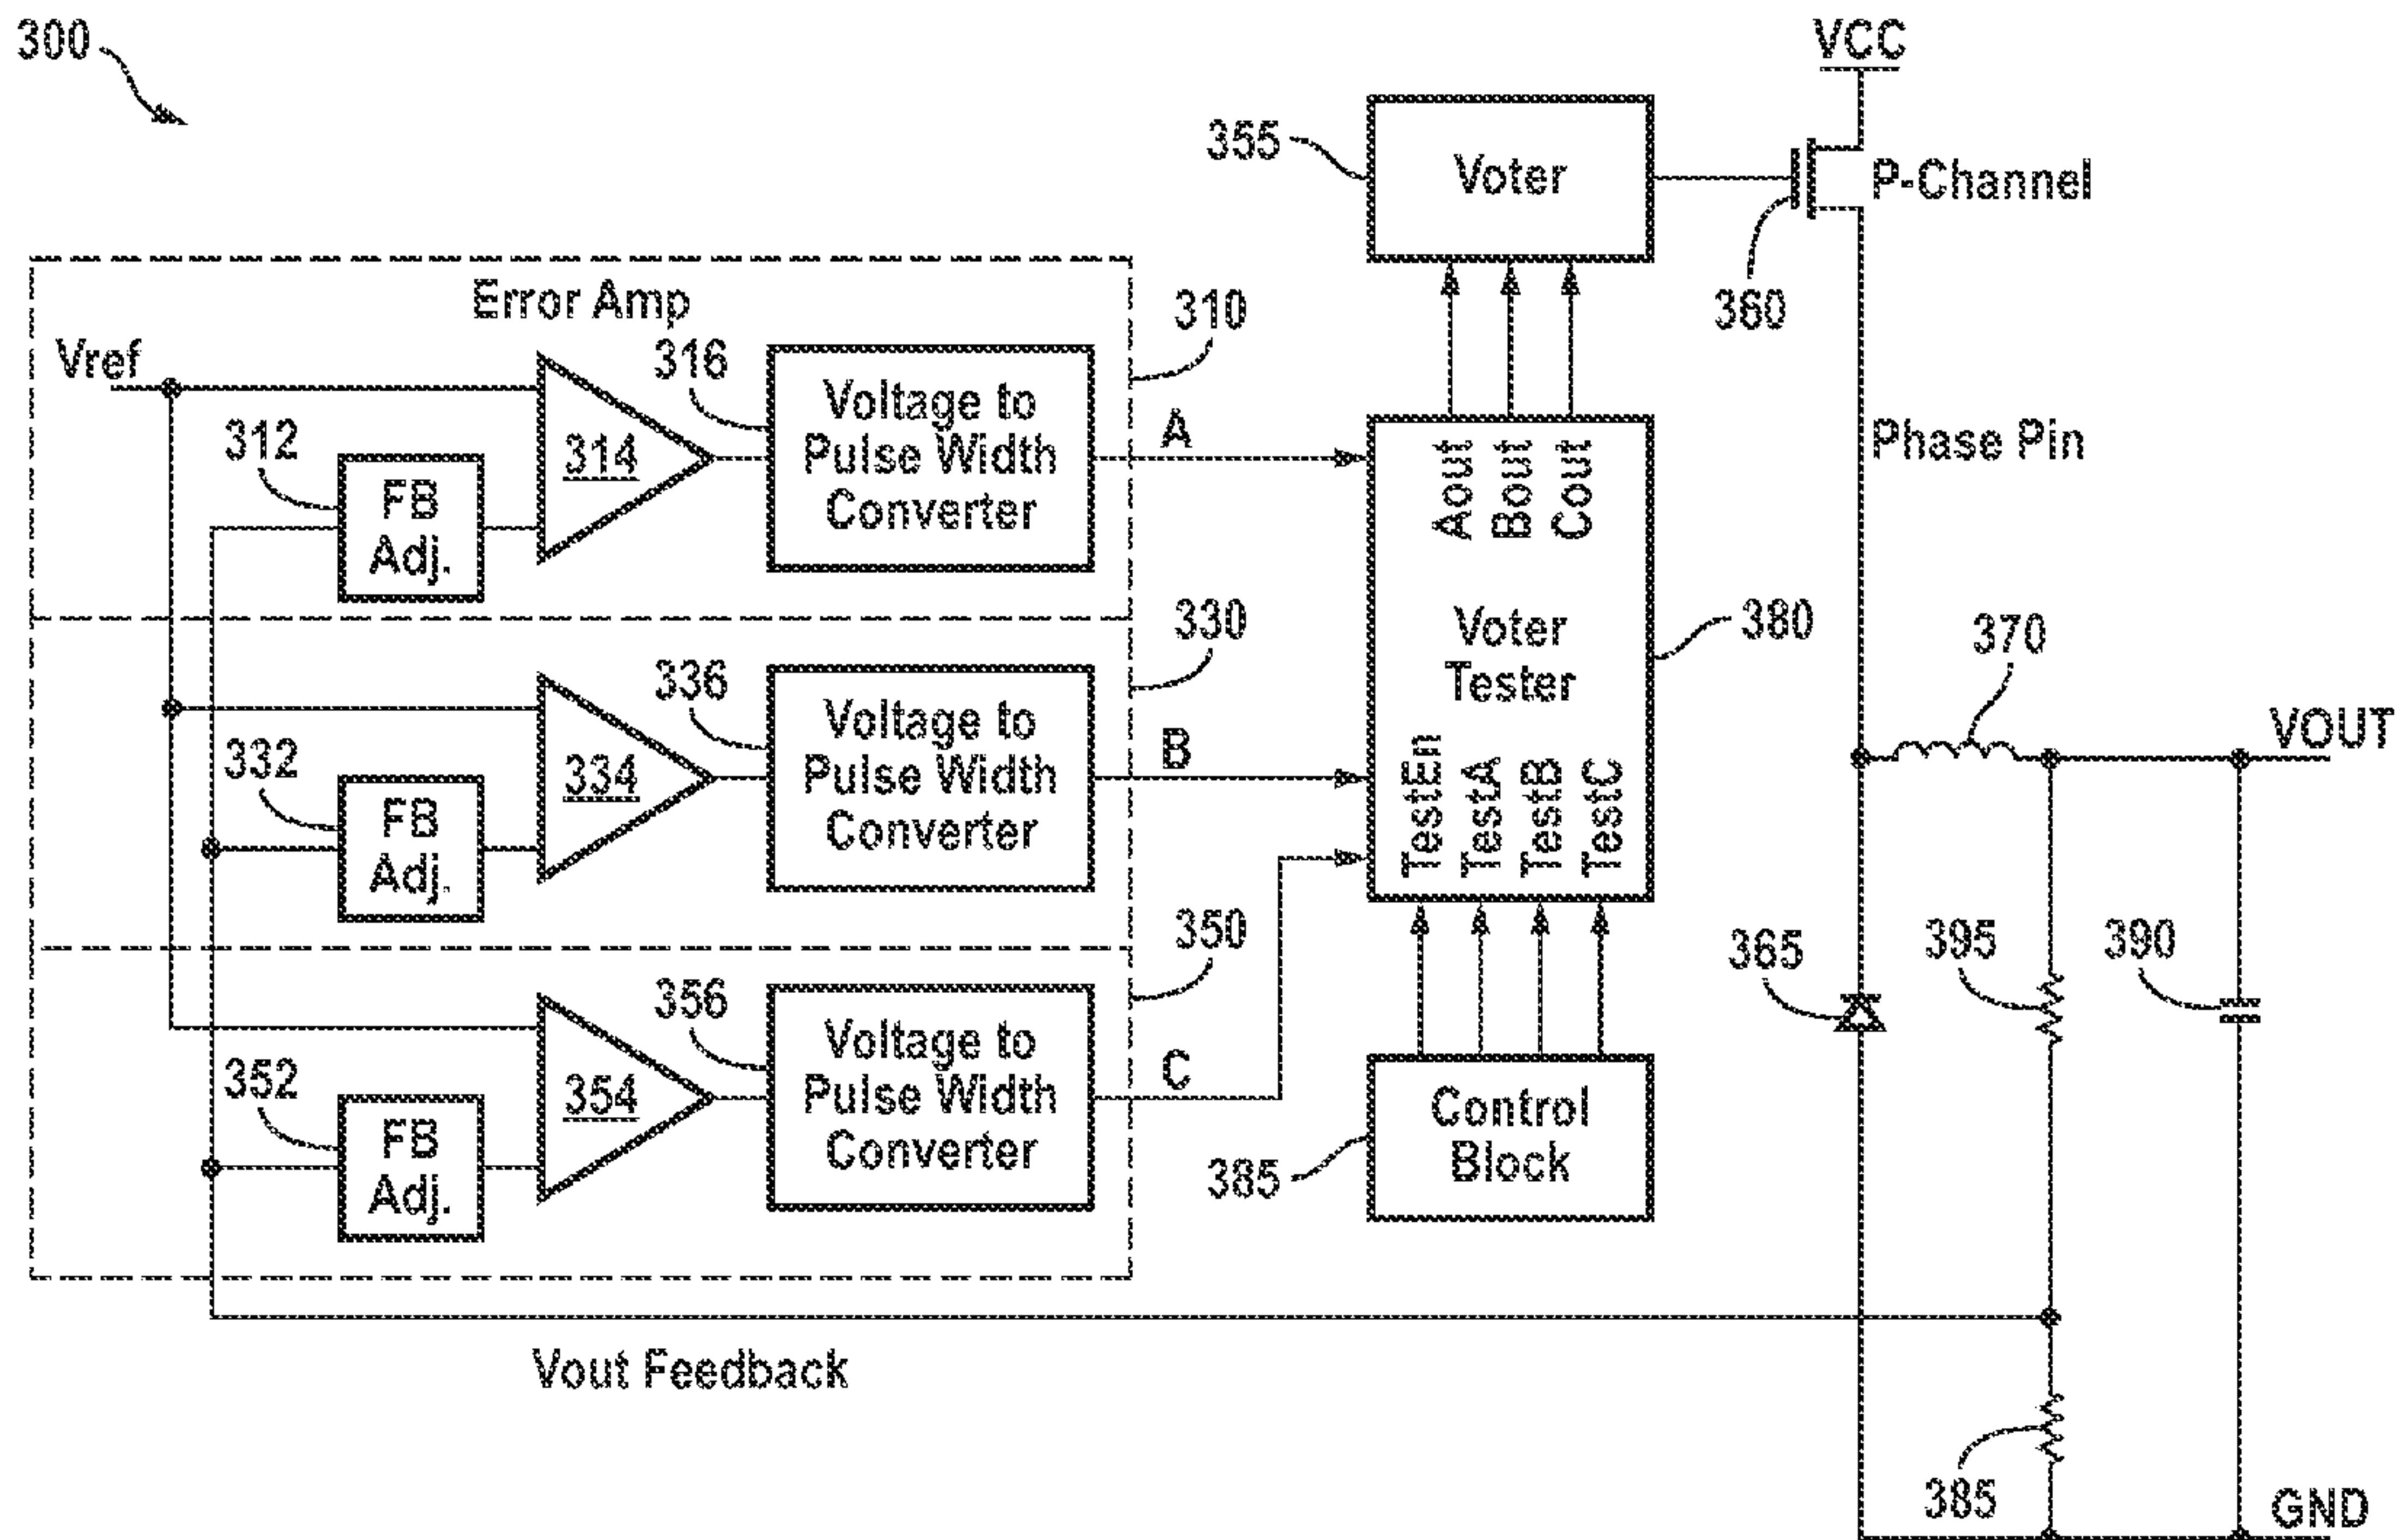 300
VCC
355
Voter
P-Channel
360
Error Amp
310
Vref
316
Voltage to
Pulse Width
Converter
312
FB
Adj.
314
A
Aout
Bout
Cout
Phase Pin
330
Voter
Tester
380
370
336
Voltage to
Pulse Width
Converter
332
FB
Adj.
334
B
TestEn
TestA
TestB
TestC
VOUT
350
356
Voltage to
Pulse Width
Converter
352
FB
Adj.
354
C
Control
Block
385
365
395
390
Vout Feedback
385
GND